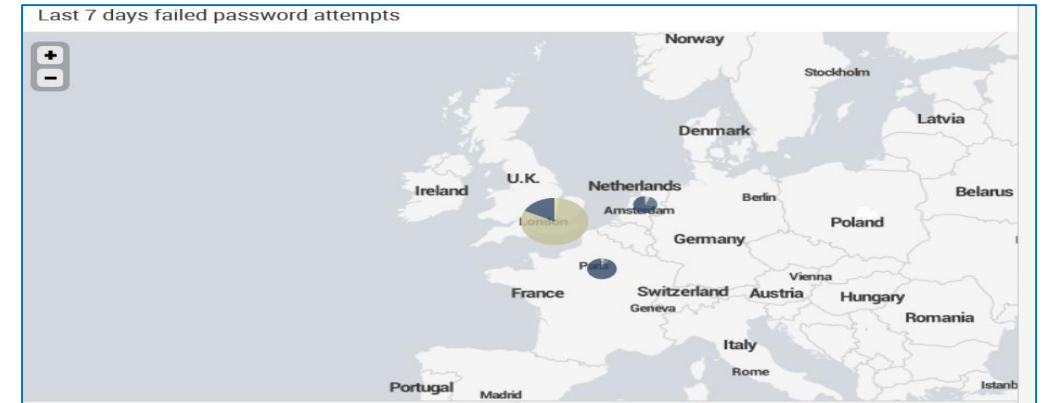 Last 7 days failed password attempts
+
−
Norway
Stockholm
Latvia
Denmark
U.K.
Ireland
Netherlands
Berlin
Belarus
Amsterdam
London
Poland
Germany
Paris
Vienna
France
Switzerland
Austria
Hungary
Geneva
Romania
Italy
Rome
Portugal
Madrid
Istanb